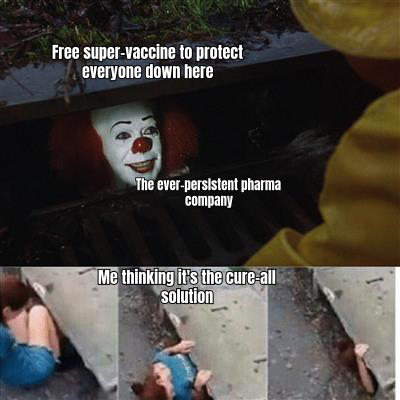 Free super-vaccine to protect
everyone down here
The ever-persistent pharma
company
Me thinking it's the cure-all
solution